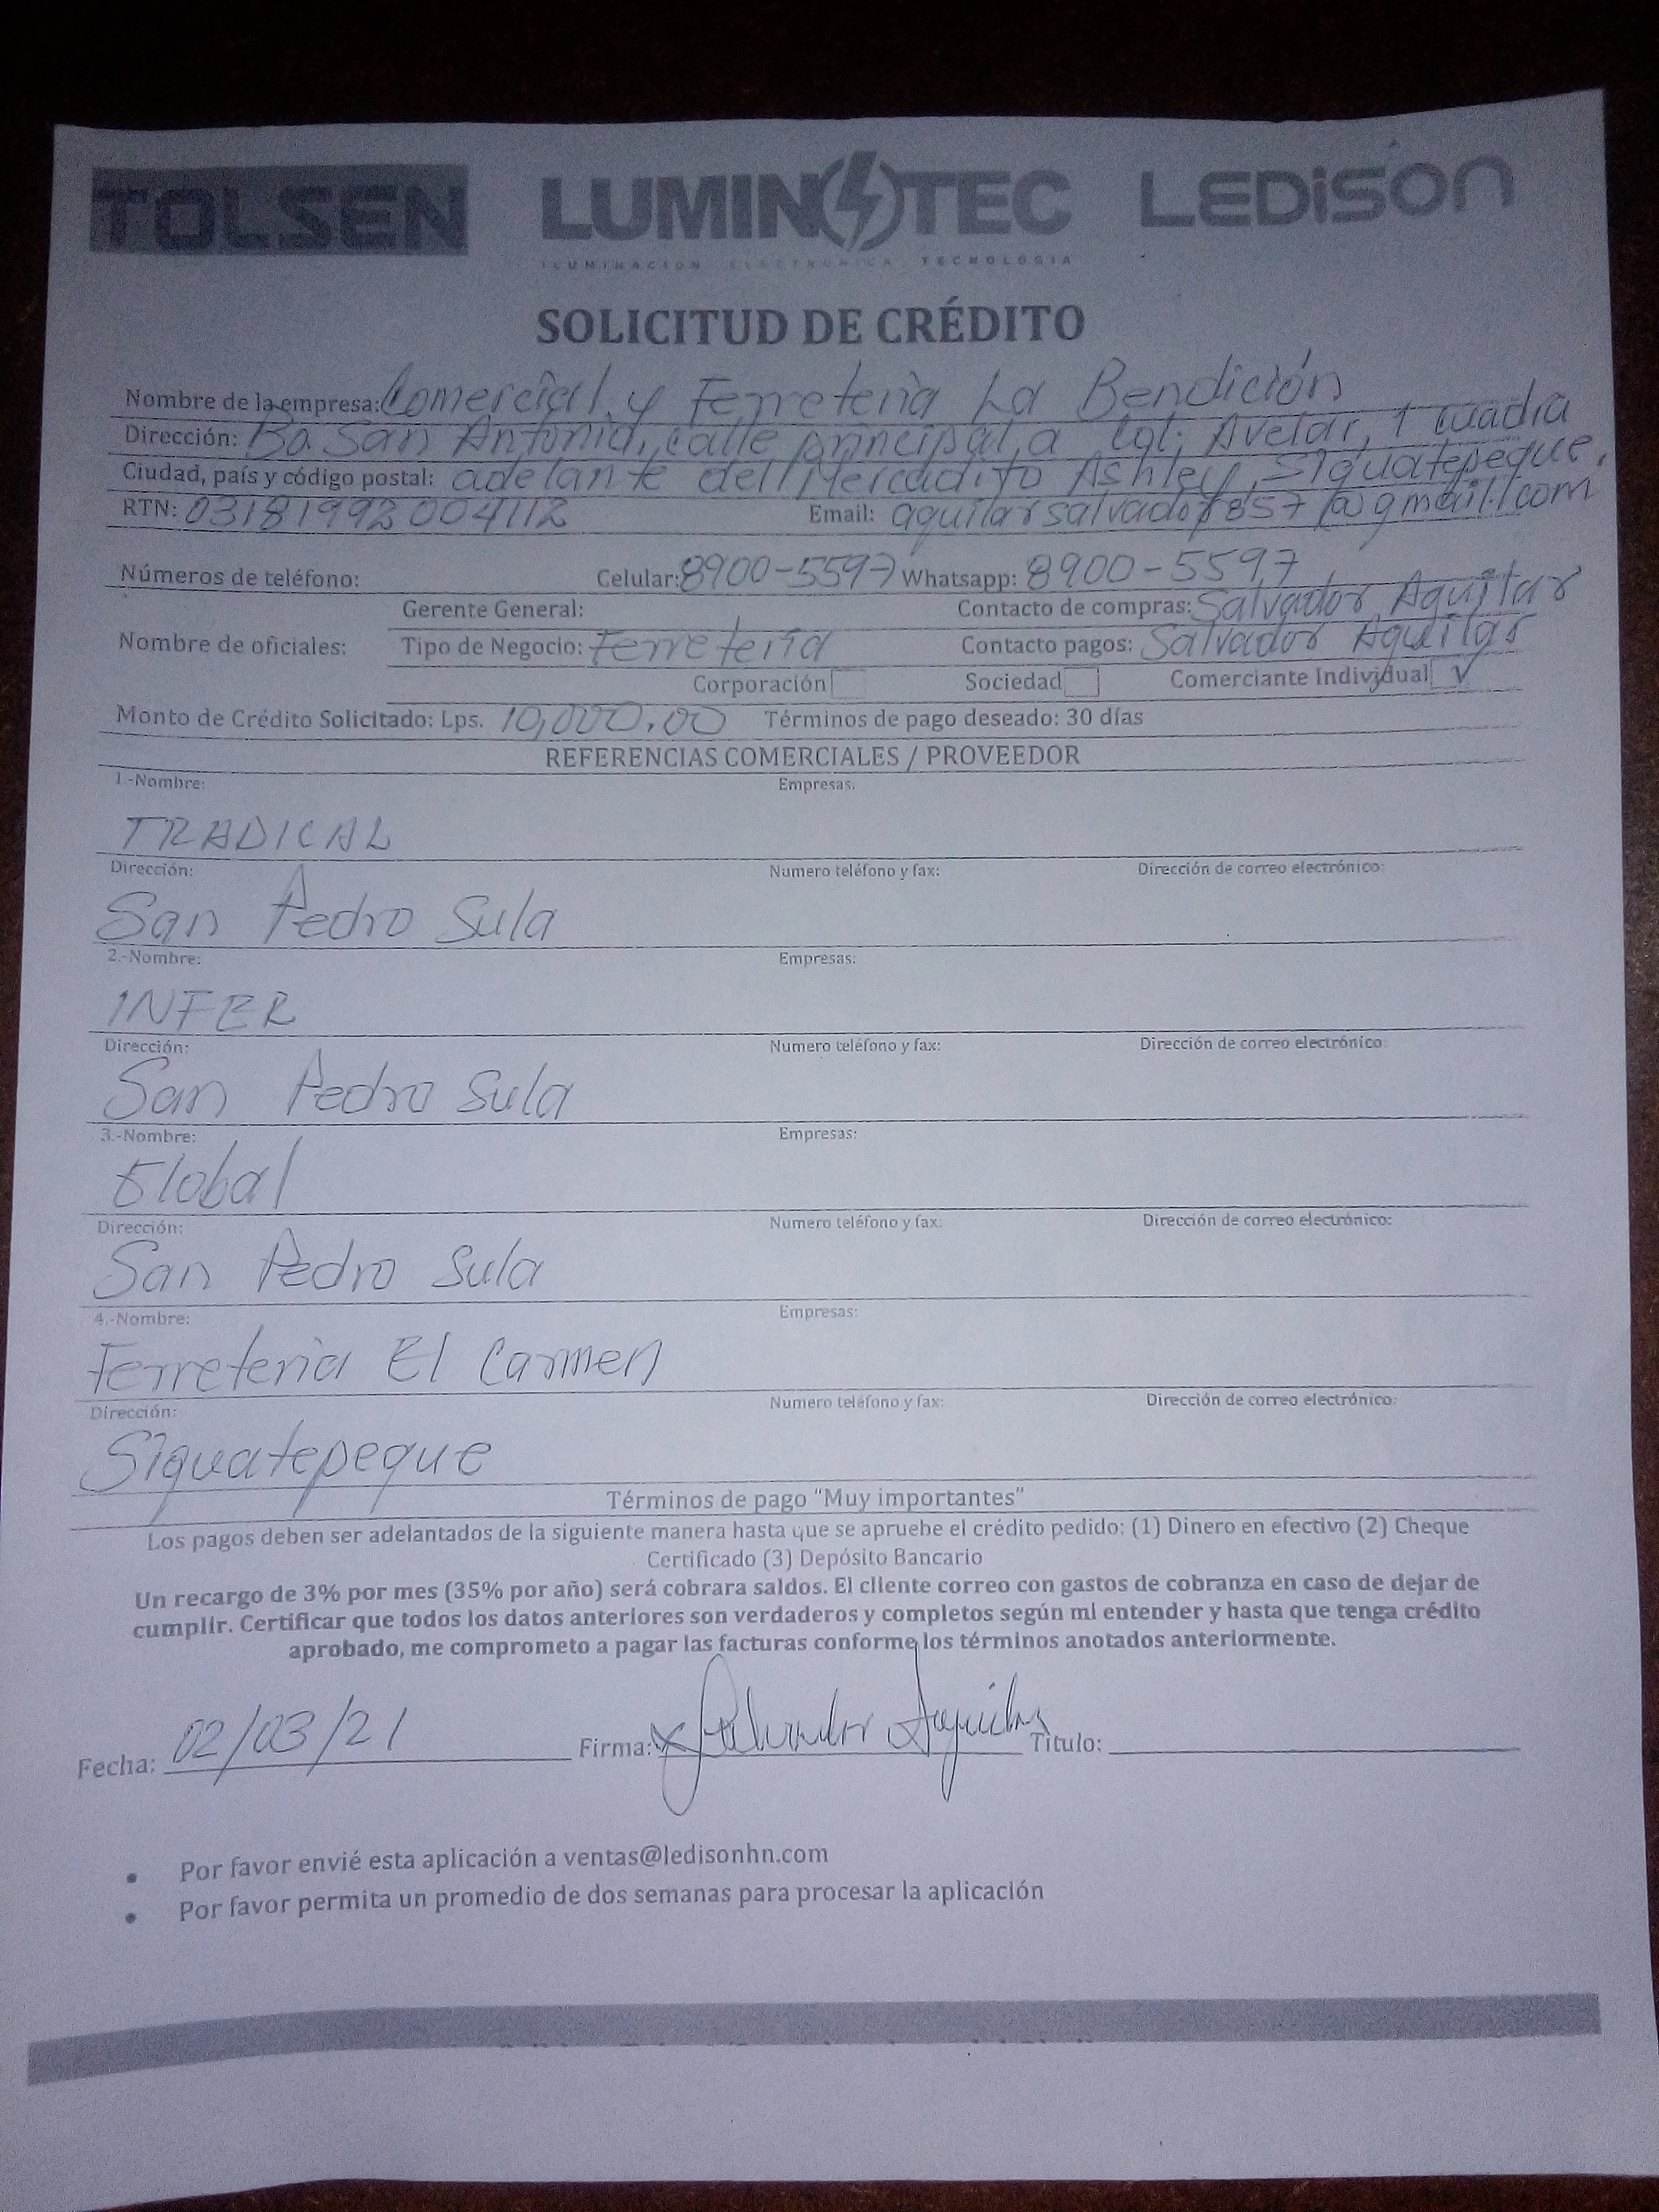 TOLSEN LUMINOTEC LEDISON
ILUMINACION ELECTRONICA TECNOLOGIA
SOLICITUD DE CRÉDITO
Nombre de la empresa: Comercial y Ferreteria La Bendición
Dirección: Bo San Antonio, calle principal, a Col. Avelar, 1 cuadra
Ciudad, país y código postal: adelante del Mercadito Ashley, Siguatepeque.
RTN: 03181992004112 Email: aguilarsalvador857@gmail.com
Números de teléfono: Celular: 8900-5597 Whatsapp: 8900-5597
Gerente General: Contacto de compras: Salvador Aguilar
Nombre de oficiales: Tipo de Negocio: Ferreteria Contacto pagos: Salvador Aguilar
Corporación Sociedad Comerciante Individual ✓
Monto de Crédito Solicitado: Lps. 10,000.00 Términos de pago deseado: 30 días
REFERENCIAS COMERCIALES / PROVEEDOR
1.-Nombre: Empresas:
TRADICAL
Dirección: Numero teléfono y fax: Dirección de correo electrónico:
San Pedro Sula
2.-Nombre: Empresas:
INFER
Dirección: Numero teléfono y fax: Dirección de correo electrónico:
San Pedro Sula
3.-Nombre: Empresas:
Global
Dirección: Numero teléfono y fax: Dirección de correo electrónico:
San Pedro Sula
4.-Nombre: Empresas:
Ferreteria El Carmen
Dirección: Numero teléfono y fax: Dirección de correo electrónico:
Siguatepeque
Términos de pago "Muy importantes"
Los pagos deben ser adelantados de la siguiente manera hasta que se apruebe el crédito pedido: (1) Dinero en efectivo (2) Cheque
Certificado (3) Depósito Bancario
Un recargo de 3% por mes (35% por año) será cobrara saldos. El cliente correo con gastos de cobranza en caso de dejar de
cumplir. Certificar que todos los datos anteriores son verdaderos y completos según mi entender y hasta que tenga crédito
aprobado, me comprometo a pagar las facturas conforme los términos anotados anteriormente.
Fecha: 02/03/21 Firma: x Salvador Aguilar Titulo:
• Por favor envié esta aplicación a ventas@ledisonhn.com
• Por favor permita un promedio de dos semanas para procesar la aplicación